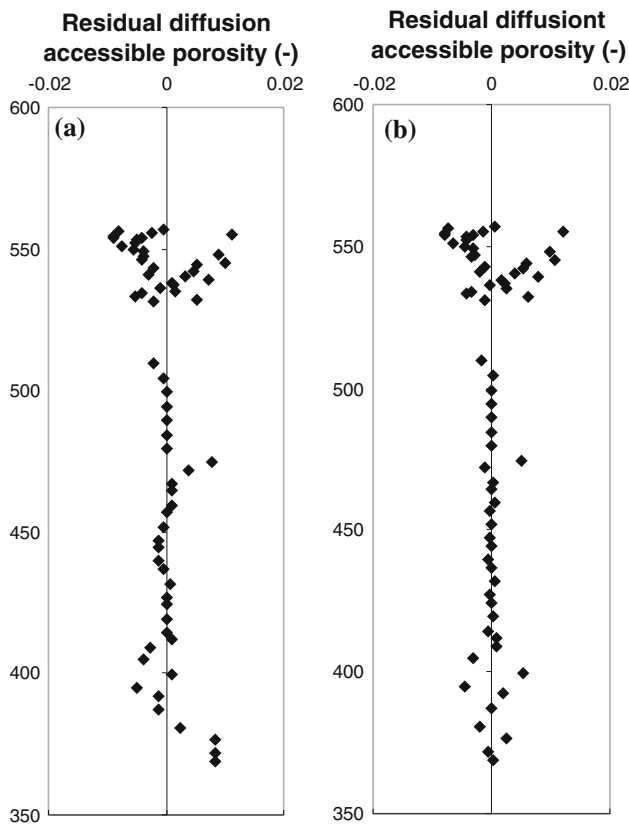 Residual diffusion
accessible porosity (-)
-0.02 0 0.02
600
(a)
550
500
450
400
350
Residual diffusiont
accessible porosity (-)
-0.02 0 0.02
600
(b)
550
500
450
400
350